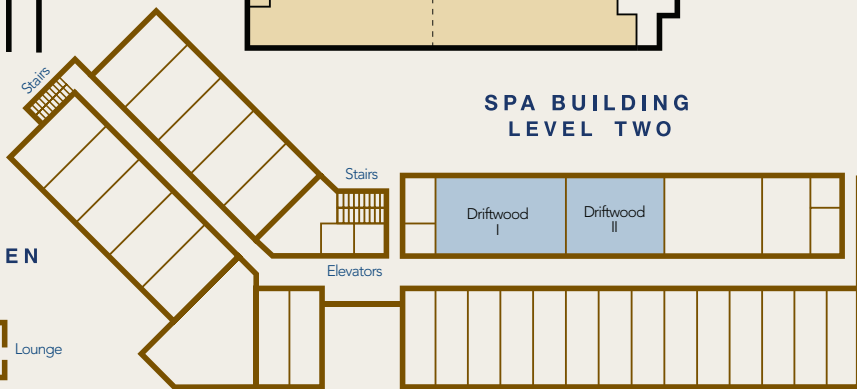 Stairs
SPA BUILDING
LEVEL TWO
Stairs
Driftwood
I
Driftwood
II
EN
Elevators
Lounge